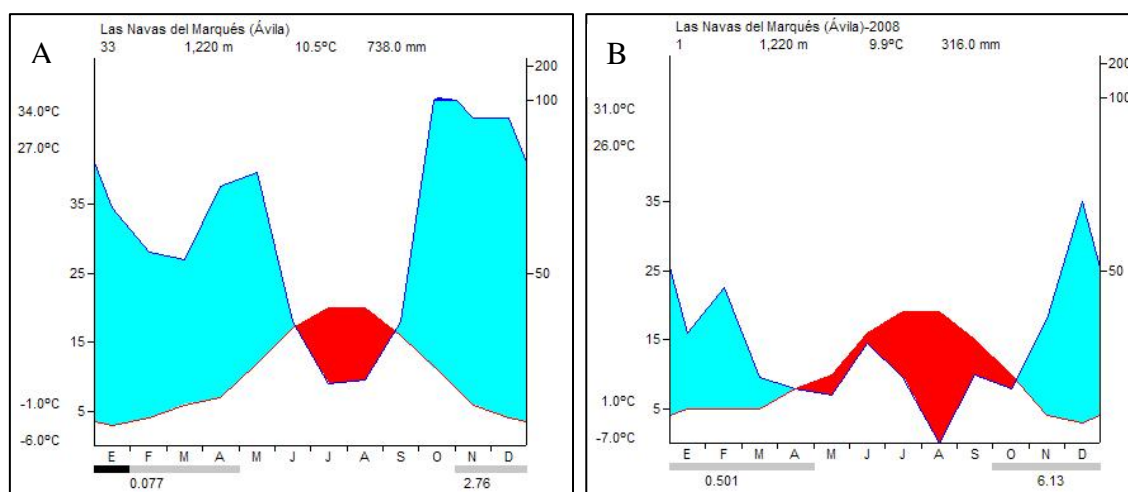 A
Las Navas del Marqués (Ávila)
33 1,220 m 10.5ºC 738.0 mm
200
100
34.0ºC
27.0ºC
35
25
50
15
-1.0ºC
5
-6.0ºC
E F M A M J J A S O N D
0.077 2.76
B
Las Navas del Marqués (Ávila)-2008
1 1,220 m 9.9ºC 316.0 mm
200
100
31.0ºC
26.0ºC
35
25
50
15
1.0ºC
5
-7.0ºC
E F M A M J J A S O N D
0.501 6.13